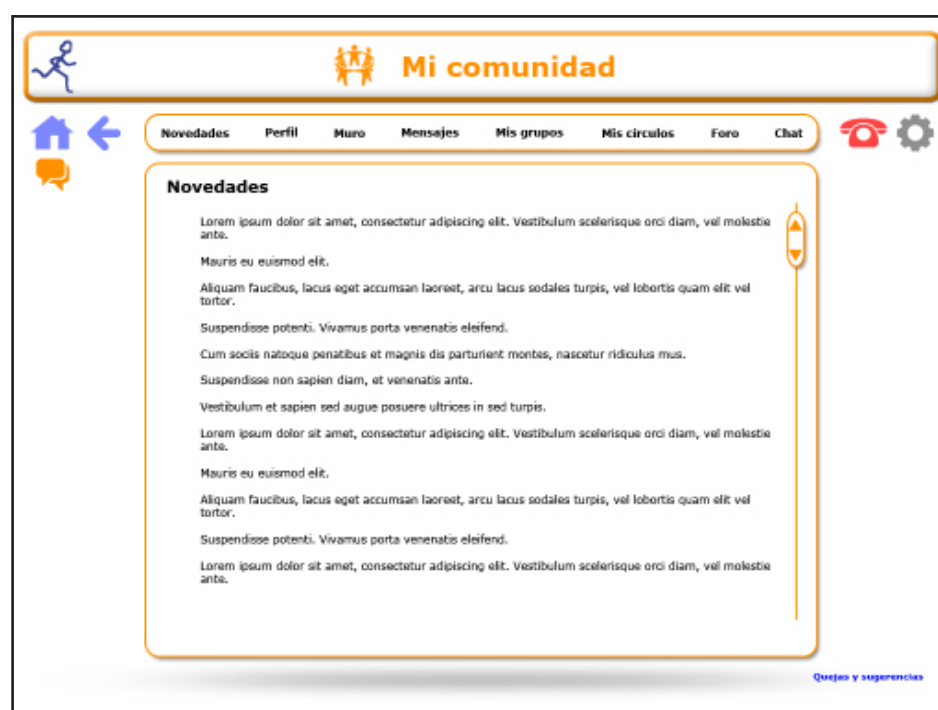 Mi comunidad
Novedades Perfil Muro Mensajes Mis grupos Mis circulos Foro Chat
Novedades
Lorem ipsum dolor sit amet, consectetur adipiscing elit. Vestibulum scelerisque orci diam, vel molestie
ante.
Mauris eu euismod elit.
Aliquam faucibus, lacus eget accumsan laoreet, arcu lacus sodales turpis, vel lobortis quam elit vel
tortor.
Suspendisse potenti. Vivamus porta venenatis eleifend.
Cum sociis natoque penatibus et magnis dis parturient montes, nascetur ridiculus mus.
Suspendisse non sapien diam, et venenatis ante.
Vestibulum et sapien sed augue posuere ultrices in sed turpis.
Lorem ipsum dolor sit amet, consectetur adipiscing elit. Vestibulum scelerisque orci diam, vel molestie
ante.
Mauris eu euismod elit.
Aliquam faucibus, lacus eget accumsan laoreet, arcu lacus sodales turpis, vel lobortis quam elit vel
tortor.
Suspendisse potenti. Vivamus porta venenatis eleifend.
Lorem ipsum dolor sit amet, consectetur adipiscing elit. Vestibulum scelerisque orci diam, vel molestie
ante.
Quejas y sugerencias